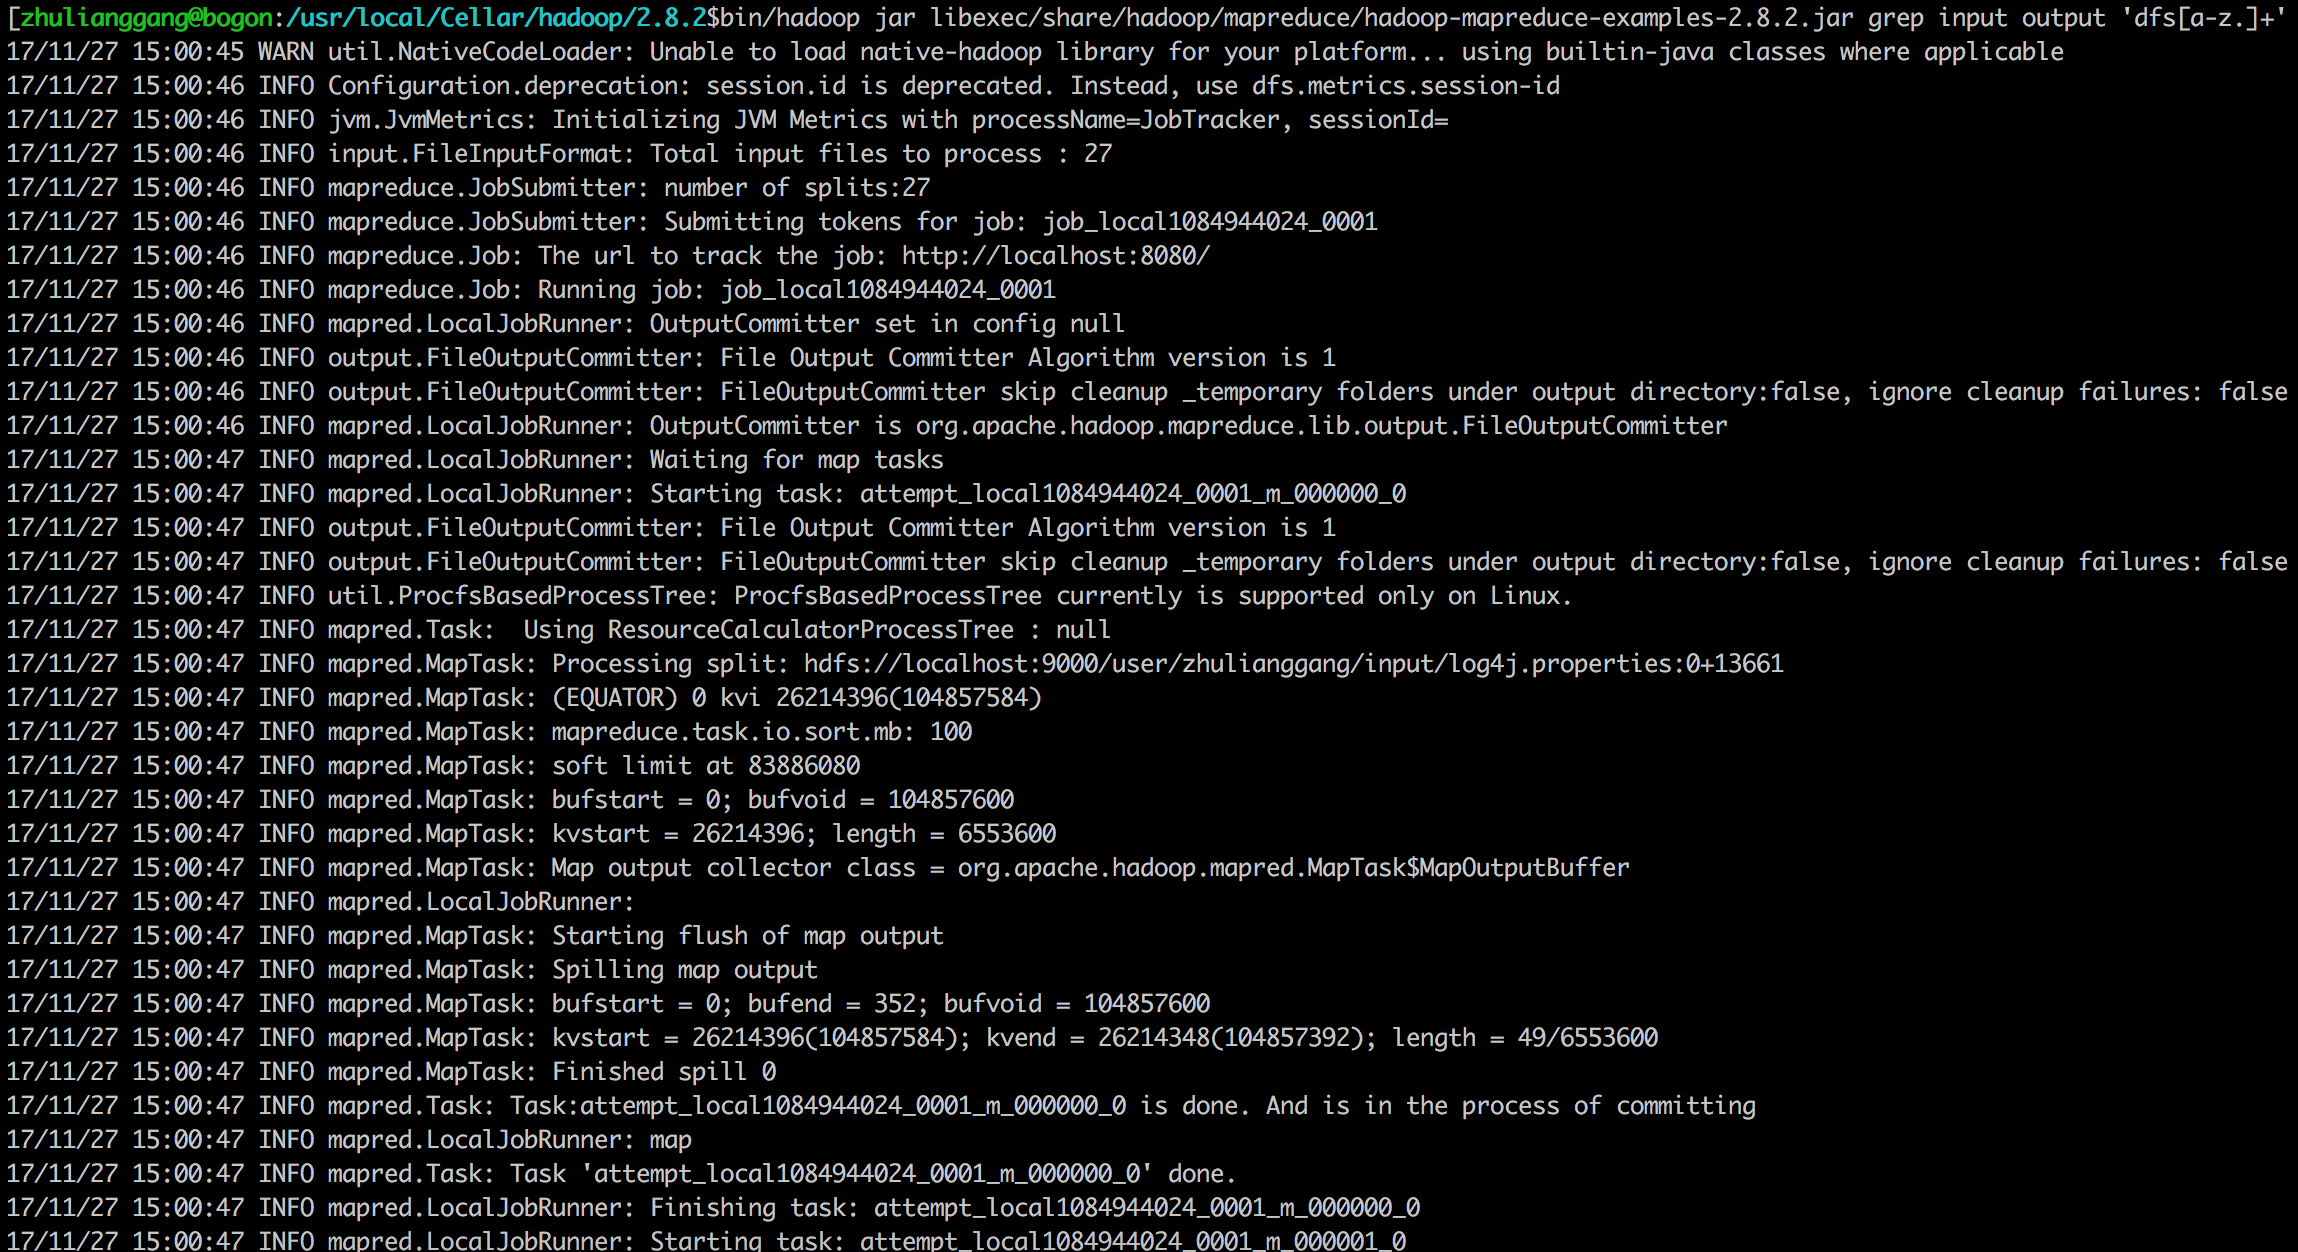 [zhulianggang@bogon:/usr/local/Cellar/hadoop/2.8.2$bin/hadoop jar libexec/share/hadoop/mapreduce/hadoop-mapreduce-examples-2.8.2.jar grep input output 'dfs[a-z.]+'
17/11/27 15:00:45 WARN util.NativeCodeLoader: Unable to load native-hadoop library for your platform... using builtin-java classes where applicable
17/11/27 15:00:46 INFO Configuration.deprecation: session.id is deprecated. Instead, use dfs.metrics.session-id
17/11/27 15:00:46 INFO jvm.JvmMetrics: Initializing JVM Metrics with processName=JobTracker, sessionId=
17/11/27 15:00:46 INFO input.FileInputFormat: Total input files to process : 27
17/11/27 15:00:46 INFO mapreduce.JobSubmitter: number of splits:27
17/11/27 15:00:46 INFO mapreduce.JobSubmitter: Submitting tokens for job: job_local1084944024_0001
17/11/27 15:00:46 INFO mapreduce.Job: The url to track the job: http://localhost:8080/
17/11/27 15:00:46 INFO mapreduce.Job: Running job: job_local1084944024_0001
17/11/27 15:00:46 INFO mapred.LocalJobRunner: OutputCommitter set in config null
17/11/27 15:00:46 INFO output.FileOutputCommitter: File Output Committer Algorithm version is 1
17/11/27 15:00:46 INFO output.FileOutputCommitter: FileOutputCommitter skip cleanup _temporary folders under output directory:false, ignore cleanup failures: false
17/11/27 15:00:46 INFO mapred.LocalJobRunner: OutputCommitter is org.apache.hadoop.mapreduce.lib.output.FileOutputCommitter
17/11/27 15:00:47 INFO mapred.LocalJobRunner: Waiting for map tasks
17/11/27 15:00:47 INFO mapred.LocalJobRunner: Starting task: attempt_local1084944024_0001_m_000000_0
17/11/27 15:00:47 INFO output.FileOutputCommitter: File Output Committer Algorithm version is 1
17/11/27 15:00:47 INFO output.FileOutputCommitter: FileOutputCommitter skip cleanup _temporary folders under output directory:false, ignore cleanup failures: false
17/11/27 15:00:47 INFO util.ProcfsBasedProcessTree: ProcfsBasedProcessTree currently is supported only on Linux.
17/11/27 15:00:47 INFO mapred.Task:  Using ResourceCalculatorProcessTree : null
17/11/27 15:00:47 INFO mapred.MapTask: Processing split: hdfs://localhost:9000/user/zhulianggang/input/log4j.properties:0+13661
17/11/27 15:00:47 INFO mapred.MapTask: (EQUATOR) 0 kvi 26214396(104857584)
17/11/27 15:00:47 INFO mapred.MapTask: mapreduce.task.io.sort.mb: 100
17/11/27 15:00:47 INFO mapred.MapTask: soft limit at 83886080
17/11/27 15:00:47 INFO mapred.MapTask: bufstart = 0; bufvoid = 104857600
17/11/27 15:00:47 INFO mapred.MapTask: kvstart = 26214396; length = 6553600
17/11/27 15:00:47 INFO mapred.MapTask: Map output collector class = org.apache.hadoop.mapred.MapTask$MapOutputBuffer
17/11/27 15:00:47 INFO mapred.LocalJobRunner:
17/11/27 15:00:47 INFO mapred.MapTask: Starting flush of map output
17/11/27 15:00:47 INFO mapred.MapTask: Spilling map output
17/11/27 15:00:47 INFO mapred.MapTask: bufstart = 0; bufend = 352; bufvoid = 104857600
17/11/27 15:00:47 INFO mapred.MapTask: kvstart = 26214396(104857584); kvend = 26214348(104857392); length = 49/6553600
17/11/27 15:00:47 INFO mapred.MapTask: Finished spill 0
17/11/27 15:00:47 INFO mapred.Task: Task:attempt_local1084944024_0001_m_000000_0 is done. And is in the process of committing
17/11/27 15:00:47 INFO mapred.LocalJobRunner: map
17/11/27 15:00:47 INFO mapred.Task: Task 'attempt_local1084944024_0001_m_000000_0' done.
17/11/27 15:00:47 INFO mapred.LocalJobRunner: Finishing task: attempt_local1084944024_0001_m_000000_0
17/11/27 15:00:47 INFO mapred.LocalJobRunner: Starting task: attempt_local1084944024_0001_m_000001_0